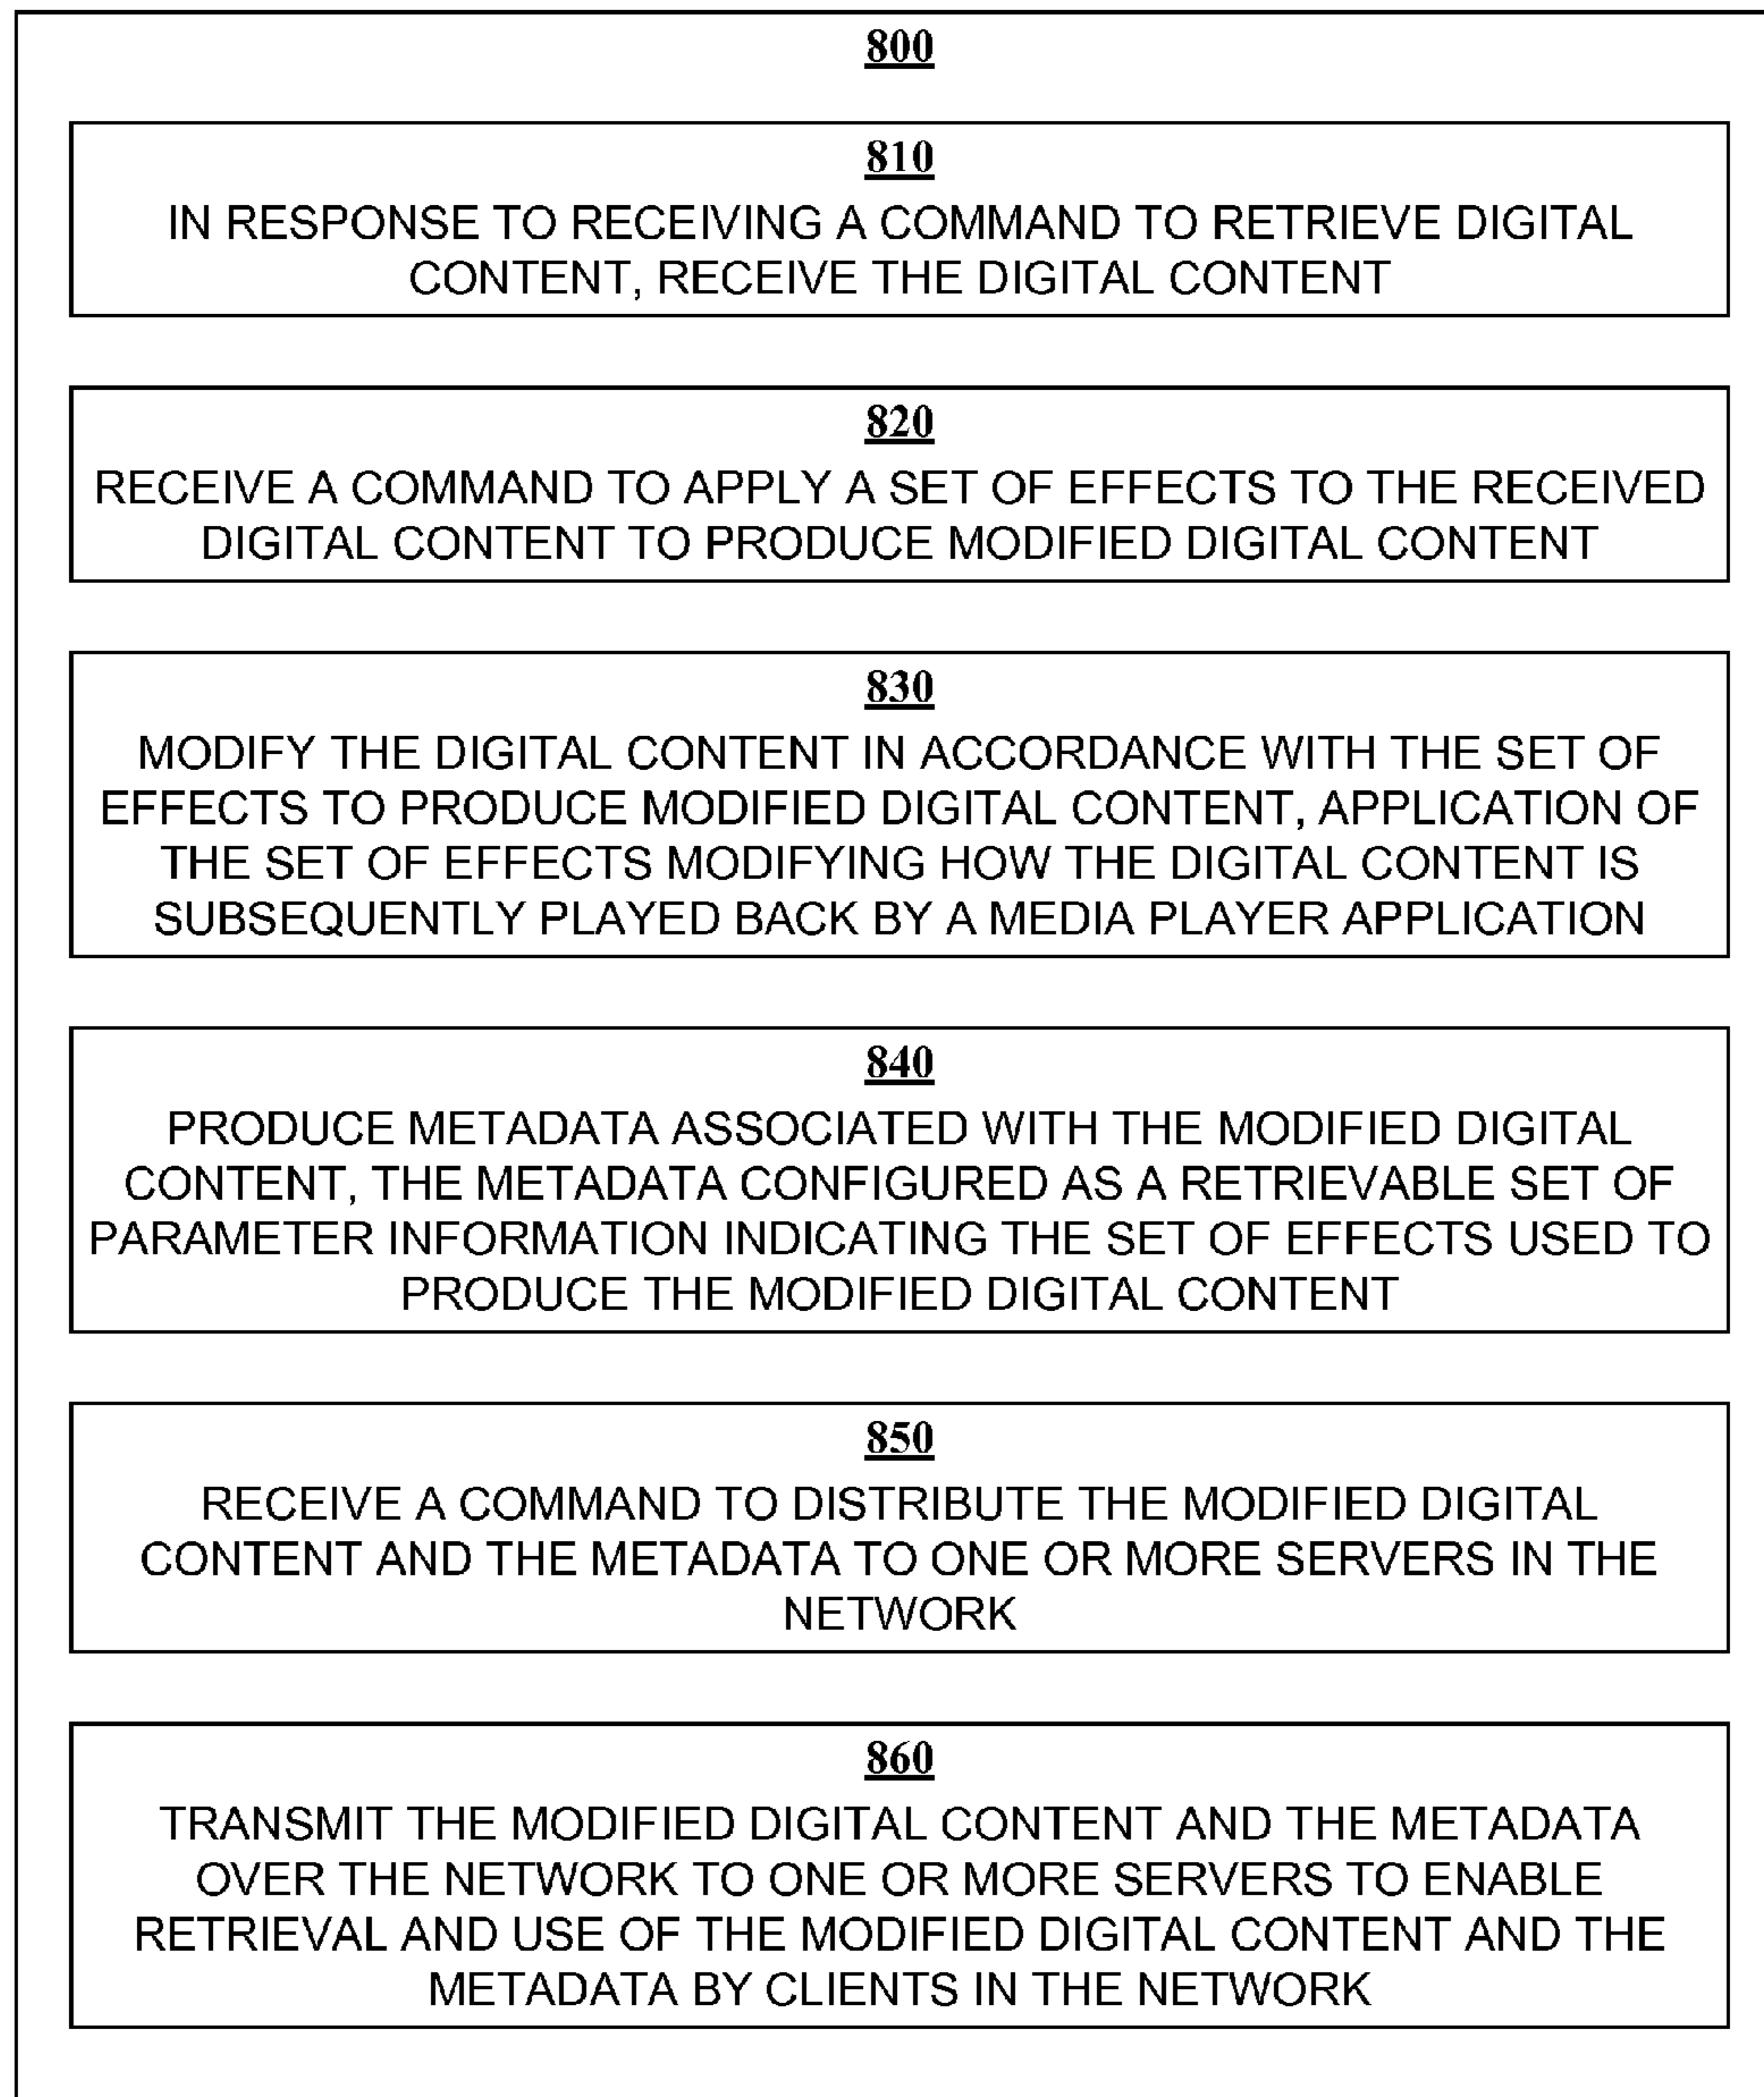 800
810
IN RESPONSE TO RECEIVING A COMMAND TO RETRIEVE DIGITAL
CONTENT, RECEIVE THE DIGITAL CONTENT
820
RECEIVE A COMMAND TO APPLY A SET OF EFFECTS TO THE RECEIVED
DIGITAL CONTENT TO PRODUCE MODIFIED DIGITAL CONTENT
830
MODIFY THE DIGITAL CONTENT IN ACCORDANCE WITH THE SET OF
EFFECTS TO PRODUCE MODIFIED DIGITAL CONTENT, APPLICATION OF
THE SET OF EFFECTS MODIFYING HOW THE DIGITAL CONTENT IS
SUBSEQUENTLY PLAYED BACK BY A MEDIA PLAYER APPLICATION
840
PRODUCE METADATA ASSOCIATED WITH THE MODIFIED DIGITAL
CONTENT, THE METADATA CONFIGURED AS A RETRIEVABLE SET OF
PARAMETER INFORMATION INDICATING THE SET OF EFFECTS USED TO
PRODUCE THE MODIFIED DIGITAL CONTENT
850
RECEIVE A COMMAND TO DISTRIBUTE THE MODIFIED DIGITAL
CONTENT AND THE METADATA TO ONE OR MORE SERVERS IN THE
NETWORK
860
TRANSMIT THE MODIFIED DIGITAL CONTENT AND THE METADATA
OVER THE NETWORK TO ONE OR MORE SERVERS TO ENABLE
RETRIEVAL AND USE OF THE MODIFIED DIGITAL CONTENT AND THE
METADATA BY CLIENTS IN THE NETWORK